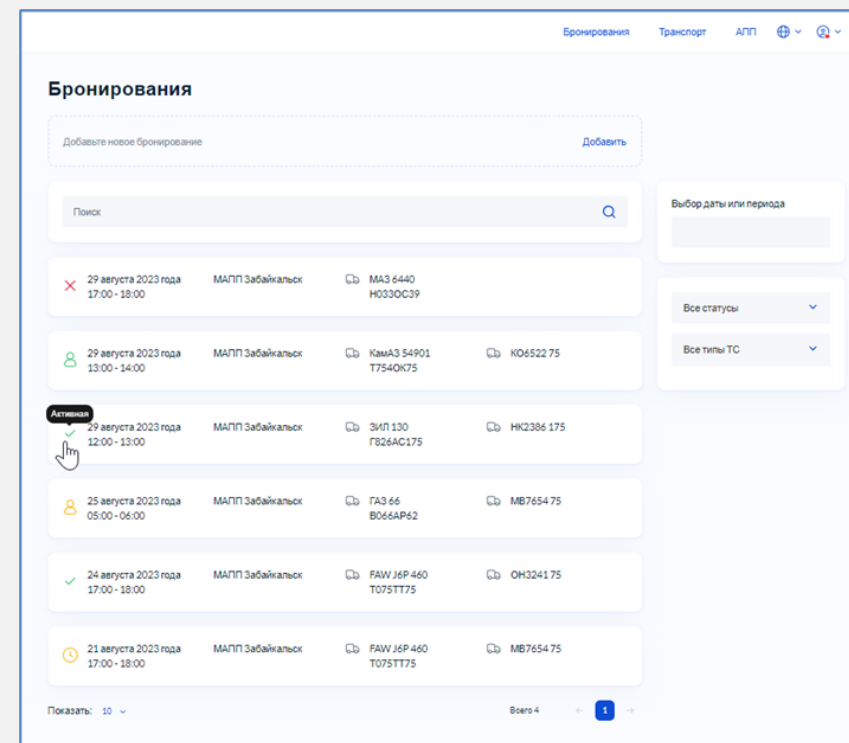 Бронирования Транспорт АПП
Бронирования
Добавьте новое бронирование Добавить
Поиск
Выбор даты или периода
29 августа 2023 года МАПП Забайкальск МАЗ 6440
17:00 - 18:00 Н033ОС39
Все статусы
29 августа 2023 года МАПП Забайкальск КамАЗ 54901 КО6522 75
13:00 - 14:00 Т754ОК75
Все типы ТС
Активная
29 августа 2023 года МАПП Забайкальск ЗИЛ 130 НК2386 175
12:00 - 13:00 Г826АС175
25 августа 2023 года МАПП Забайкальск ГАЗ 66 МВ7654 75
05:00 - 06:00 В066АР62
24 августа 2023 года МАПП Забайкальск FAW J6P 460 ОН3241 75
17:00 - 18:00 Т075ТТ75
21 августа 2023 года МАПП Забайкальск FAW J6P 460 МВ7654 75
17:00 - 18:00 Т075ТТ75
Показать: 10 Всего 4 1